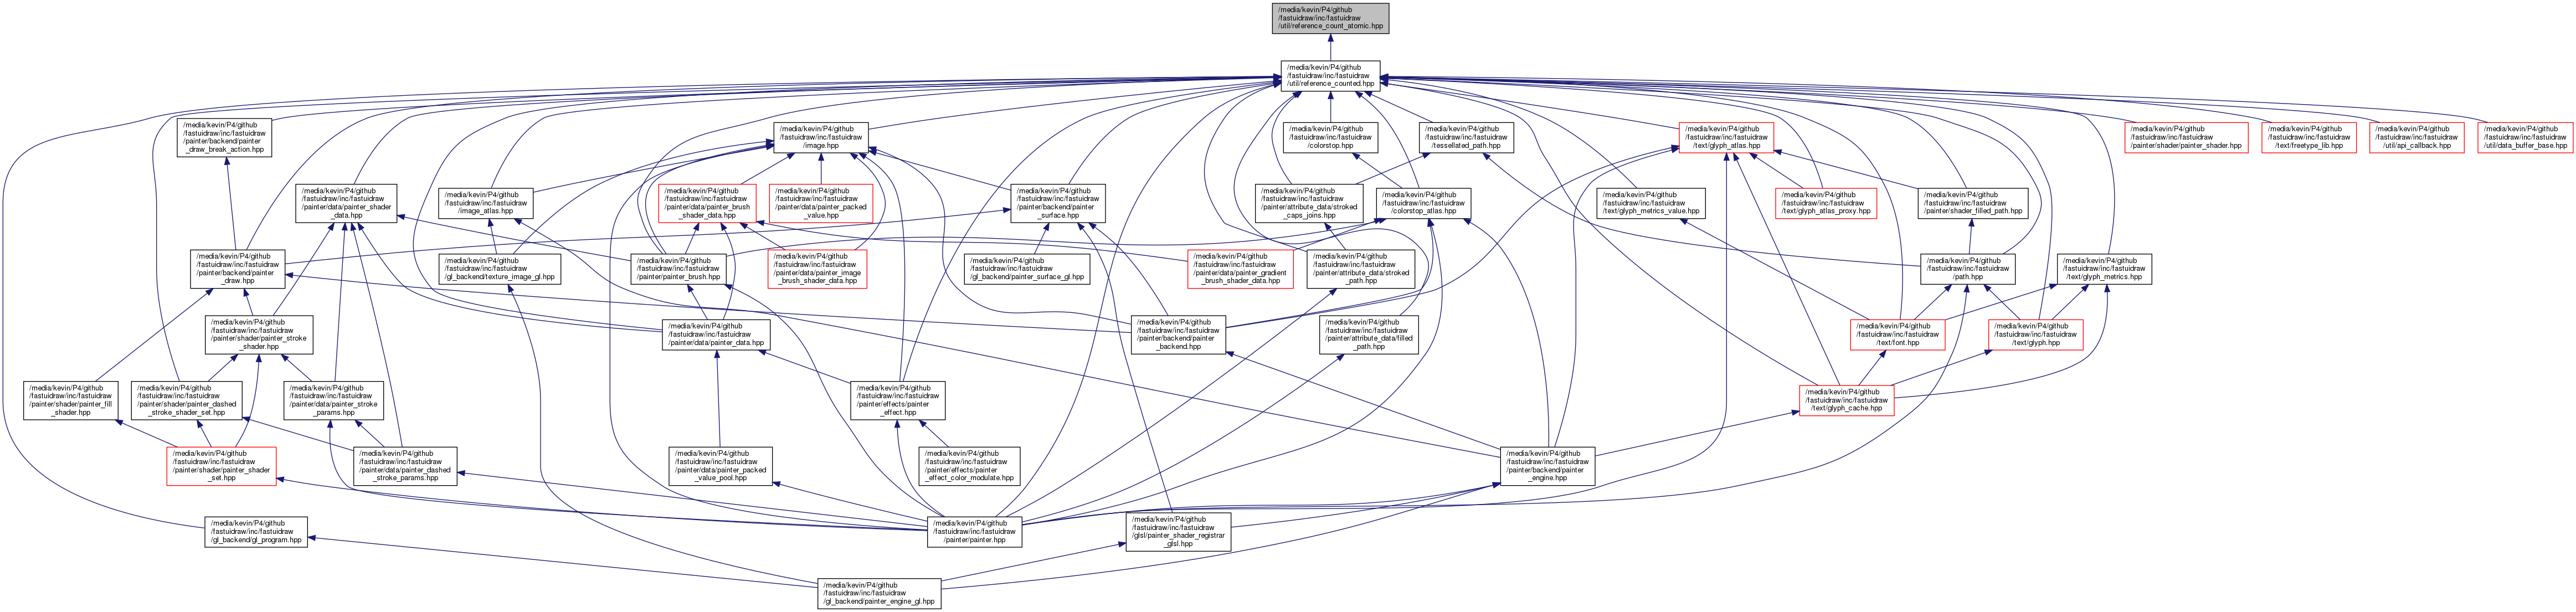 /media/kevin/P4/github
/fastuidraw/inc/fastuidraw
/util/reference_count_atomic.hpp
/media/kevin/P4/github
/fastuidraw/inc/fastuidraw
/util/reference_counted.hpp
/media/kevin/P4/github
/fastuidraw/inc/fastuidraw
/painter/backend/painter
_draw_break_action.hpp
/media/kevin/P4/github
/fastuidraw/inc/fastuidraw
/image.hpp
/media/kevin/P4/github
/fastuidraw/inc/fastuidraw
/colorstop.hpp
/media/kevin/P4/github
/fastuidraw/inc/fastuidraw
/tessellated_path.hpp
/media/kevin/P4/github
/fastuidraw/inc/fastuidraw
/text/glyph_atlas.hpp
/media/kevin/P4/github
/fastuidraw/inc/fastuidraw
/painter/shader/painter_shader.hpp
/media/kevin/P4/github
/fastuidraw/inc/fastuidraw
/text/freetype_lib.hpp
/media/kevin/P4/github
/fastuidraw/inc/fastuidraw
/util/api_callback.hpp
/media/kevin/P4/github
/fastuidraw/inc/fastuidraw
/util/data_buffer_base.hpp
/media/kevin/P4/github
/fastuidraw/inc/fastuidraw
/painter/data/painter_shader
_data.hpp
/media/kevin/P4/github
/fastuidraw/inc/fastuidraw
/image_atlas.hpp
/media/kevin/P4/github
/fastuidraw/inc/fastuidraw
/painter/data/painter_brush
_shader_data.hpp
/media/kevin/P4/github
/fastuidraw/inc/fastuidraw
/painter/data/painter_packed
_value.hpp
/media/kevin/P4/github
/fastuidraw/inc/fastuidraw
/painter/backend/painter
_surface.hpp
/media/kevin/P4/github
/fastuidraw/inc/fastuidraw
/painter/attribute_data/stroked
_caps_joins.hpp
/media/kevin/P4/github
/fastuidraw/inc/fastuidraw
/colorstop_atlas.hpp
/media/kevin/P4/github
/fastuidraw/inc/fastuidraw
/text/glyph_metrics_value.hpp
/media/kevin/P4/github
/fastuidraw/inc/fastuidraw
/text/glyph_atlas_proxy.hpp
/media/kevin/P4/github
/fastuidraw/inc/fastuidraw
/painter/shader_filled_path.hpp
/media/kevin/P4/github
/fastuidraw/inc/fastuidraw
/painter/backend/painter
_draw.hpp
/media/kevin/P4/github
/fastuidraw/inc/fastuidraw
/gl_backend/texture_image_gl.hpp
/media/kevin/P4/github
/fastuidraw/inc/fastuidraw
/painter/painter_brush.hpp
/media/kevin/P4/github
/fastuidraw/inc/fastuidraw
/painter/data/painter_image
_brush_shader_data.hpp
/media/kevin/P4/github
/fastuidraw/inc/fastuidraw
/gl_backend/painter_surface_gl.hpp
/media/kevin/P4/github
/fastuidraw/inc/fastuidraw
/painter/data/painter_gradient
_brush_shader_data.hpp
/media/kevin/P4/github
/fastuidraw/inc/fastuidraw
/painter/attribute_data/stroked
_path.hpp
/media/kevin/P4/github
/fastuidraw/inc/fastuidraw
/path.hpp
/media/kevin/P4/github
/fastuidraw/inc/fastuidraw
/text/glyph_metrics.hpp
/media/kevin/P4/github
/fastuidraw/inc/fastuidraw
/painter/shader/painter_stroke
_shader.hpp
/media/kevin/P4/github
/fastuidraw/inc/fastuidraw
/painter/data/painter_data.hpp
/media/kevin/P4/github
/fastuidraw/inc/fastuidraw
/painter/backend/painter
_backend.hpp
/media/kevin/P4/github
/fastuidraw/inc/fastuidraw
/painter/attribute_data/filled
_path.hpp
/media/kevin/P4/github
/fastuidraw/inc/fastuidraw
/text/font.hpp
/media/kevin/P4/github
/fastuidraw/inc/fastuidraw
/text/glyph.hpp
/media/kevin/P4/github
/fastuidraw/inc/fastuidraw
/painter/shader/painter_fill
_shader.hpp
/media/kevin/P4/github
/fastuidraw/inc/fastuidraw
/painter/shader/painter_dashed
_stroke_shader_set.hpp
/media/kevin/P4/github
/fastuidraw/inc/fastuidraw
/painter/data/painter_stroke
_params.hpp
/media/kevin/P4/github
/fastuidraw/inc/fastuidraw
/painter/effects/painter
_effect.hpp
/media/kevin/P4/github
/fastuidraw/inc/fastuidraw
/text/glyph_cache.hpp
/media/kevin/P4/github
/fastuidraw/inc/fastuidraw
/painter/shader/painter_shader
_set.hpp
/media/kevin/P4/github
/fastuidraw/inc/fastuidraw
/painter/data/painter_dashed
_stroke_params.hpp
/media/kevin/P4/github
/fastuidraw/inc/fastuidraw
/painter/data/painter_packed
_value_pool.hpp
/media/kevin/P4/github
/fastuidraw/inc/fastuidraw
/painter/effects/painter
_effect_color_modulate.hpp
/media/kevin/P4/github
/fastuidraw/inc/fastuidraw
/painter/backend/painter
_engine.hpp
/media/kevin/P4/github
/fastuidraw/inc/fastuidraw
/gl_backend/gl_program.hpp
/media/kevin/P4/github
/fastuidraw/inc/fastuidraw
/painter/painter.hpp
/media/kevin/P4/github
/fastuidraw/inc/fastuidraw
/glsl/painter_shader_registrar
_glsl.hpp
/media/kevin/P4/github
/fastuidraw/inc/fastuidraw
/gl_backend/painter_engine_gl.hpp